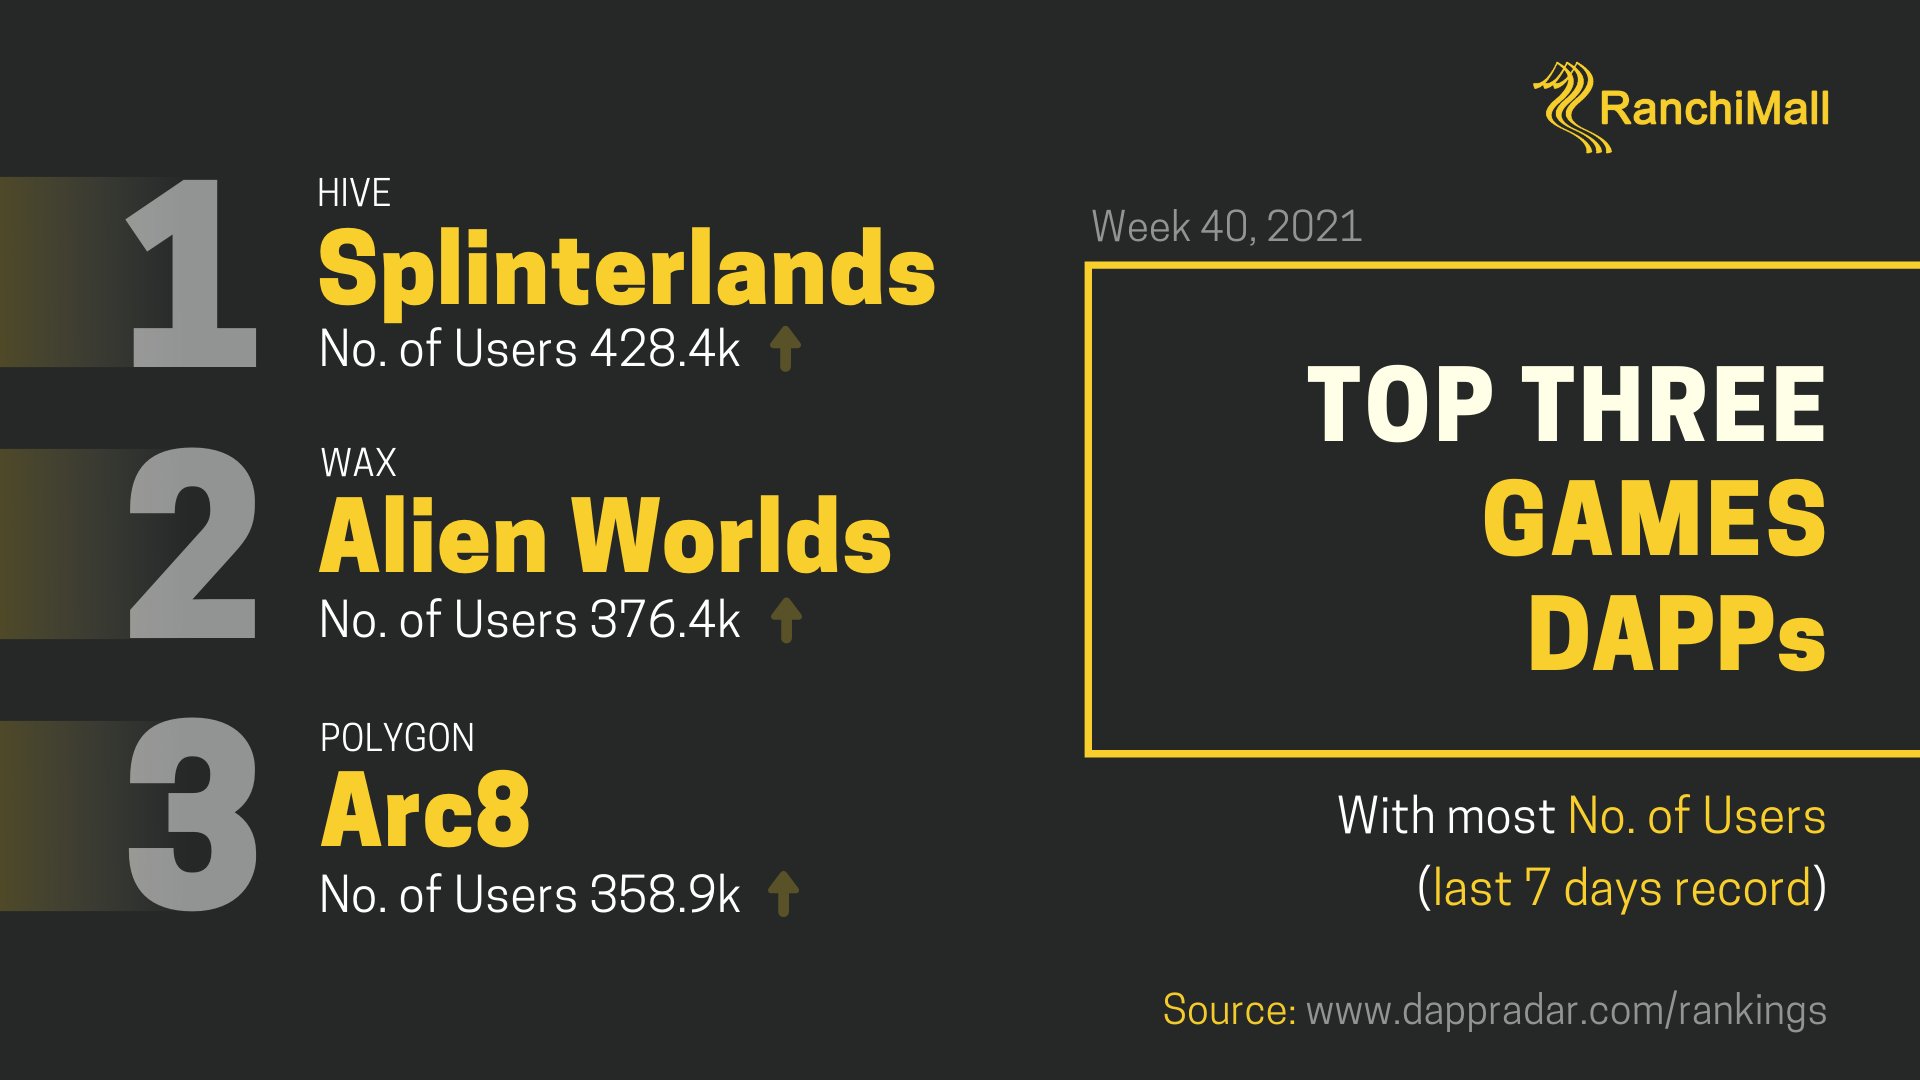 RanchiMall
1
HIVE
Splinterlands
No. of Users 428.4k
2
WAX
Alien Worlds
No. of Users 376.4k
3
POLYGON
Arc8
No. of Users 358.9k
Week 40, 2021
TOP THREE
GAMES
DAPPs
With most No. of Users
(last 7 days record)
Source: www.dappradar.com/rankings